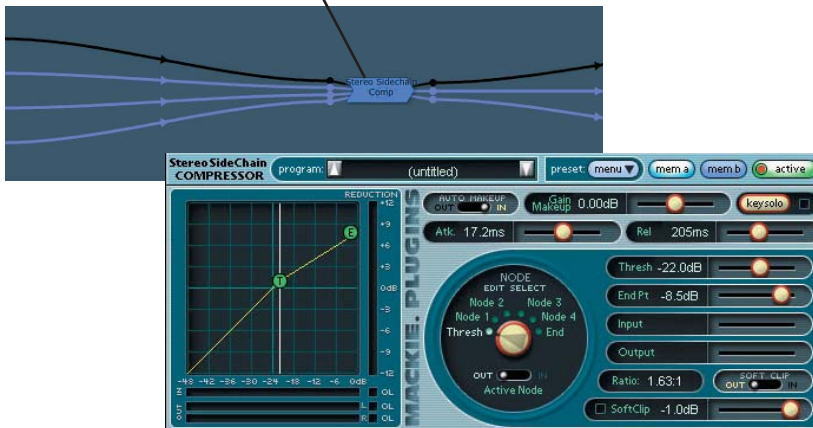 Stereo Sidechain
Comp
Stereo SideChain
COMPRESSOR
program:
(untitled)
preset:
menu
mem a
mem b
active
REDUCTION
+12
+9
+6
+3
0dB
-3
-6
-9
-12
E
T
-48 -42 -36 -30 -24 -18 -12 -6 0dB
IN
OL
OUT
L OL
R OL
MACKIE. PLUGINS
AUTO MAKEUP
OUT IN
Gain
Makeup 0.00dB
keysolo
Atk. 17.2ms
Rel 205ms
NODE
EDIT SELECT
Node 2 Node 3
Node 1 Node 4
Thresh End
OUT IN
Active Node
Thresh -22.0dB
End Pt -8.5dB
Input
Output
Ratio: 1.63:1
SOFT CLIP
OUT IN
SoftClip -1.0dB